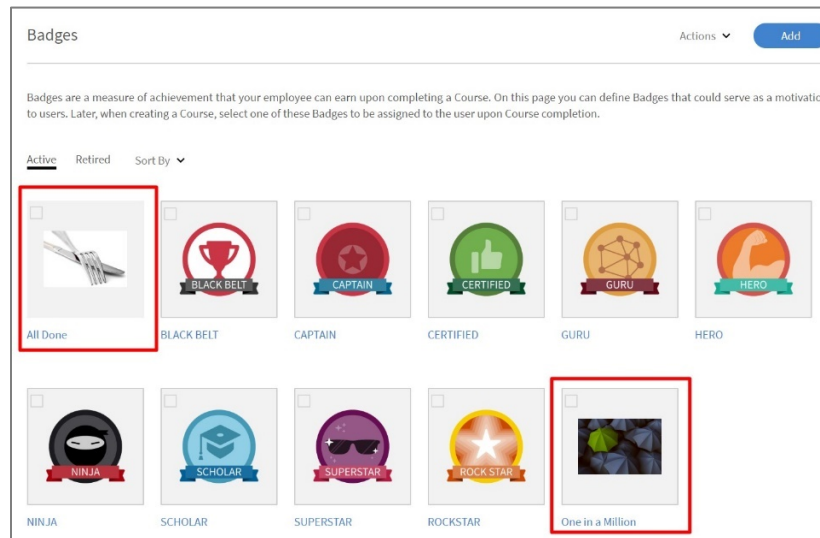 Badges
Actions
Add
Badges are a measure of achievement that your employee can earn upon completing a Course. On this page you can define Badges that could serve as a
to users. Later, when creating a Course, select one of these Badges to be assigned to the user upon Course completion.
Active Retired Sort By
BLACK BELT CAPTAIN CERTIFIED GURU HERO
All Done BLACK BELT CAPTAIN CERTIFIED GURU HERO
NINJA SCHOLAR SUPERSTAR ROCK STAR
NINJA SCHOLAR SUPERSTAR ROCKSTAR One in a Million